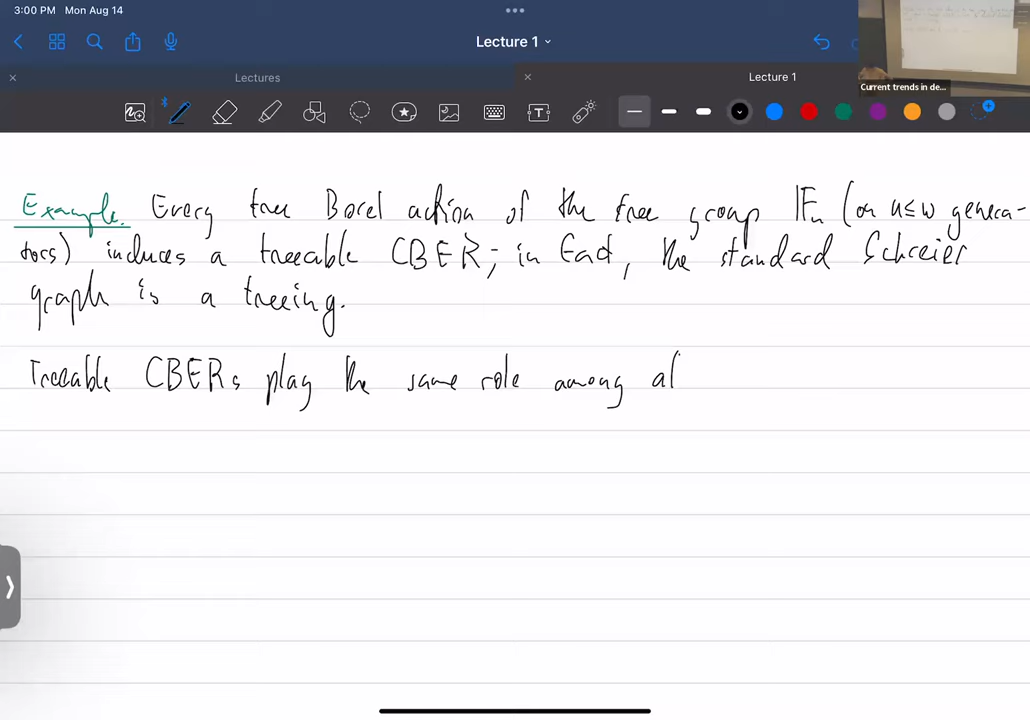 3:00 PM Mon Aug 14
Lecture 1
Lectures
Lecture 1
Current trends in de...
Example. Every free Borel action of the free group Fn (on n≤ω genera-
tors) induces a treeable CBER; in fact, the standard Schreier
graph is a treeing.
Treeable CBERs play the same role among al